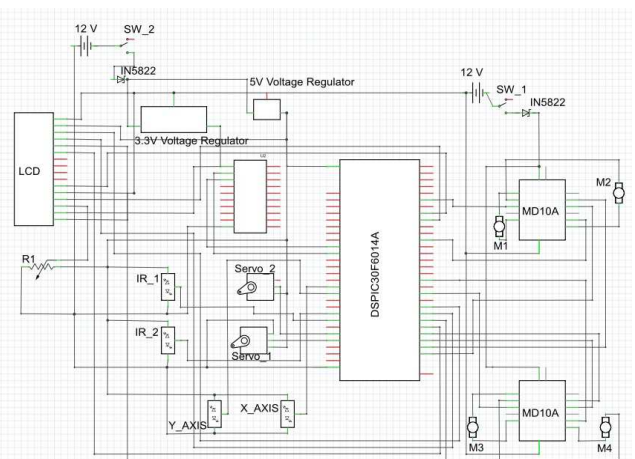 12 V
SW_2
IN5822
5V Voltage Regulator
12 V
SW_1
IN5822
3.3V Voltage Regulator
LCD
M2
MD10A
M1
DSPIC30F6014A
R1
IR_1
Servo_2
IR_2
Servo_1
Y_AXIS
X_AXIS
MD10A
M3
M4